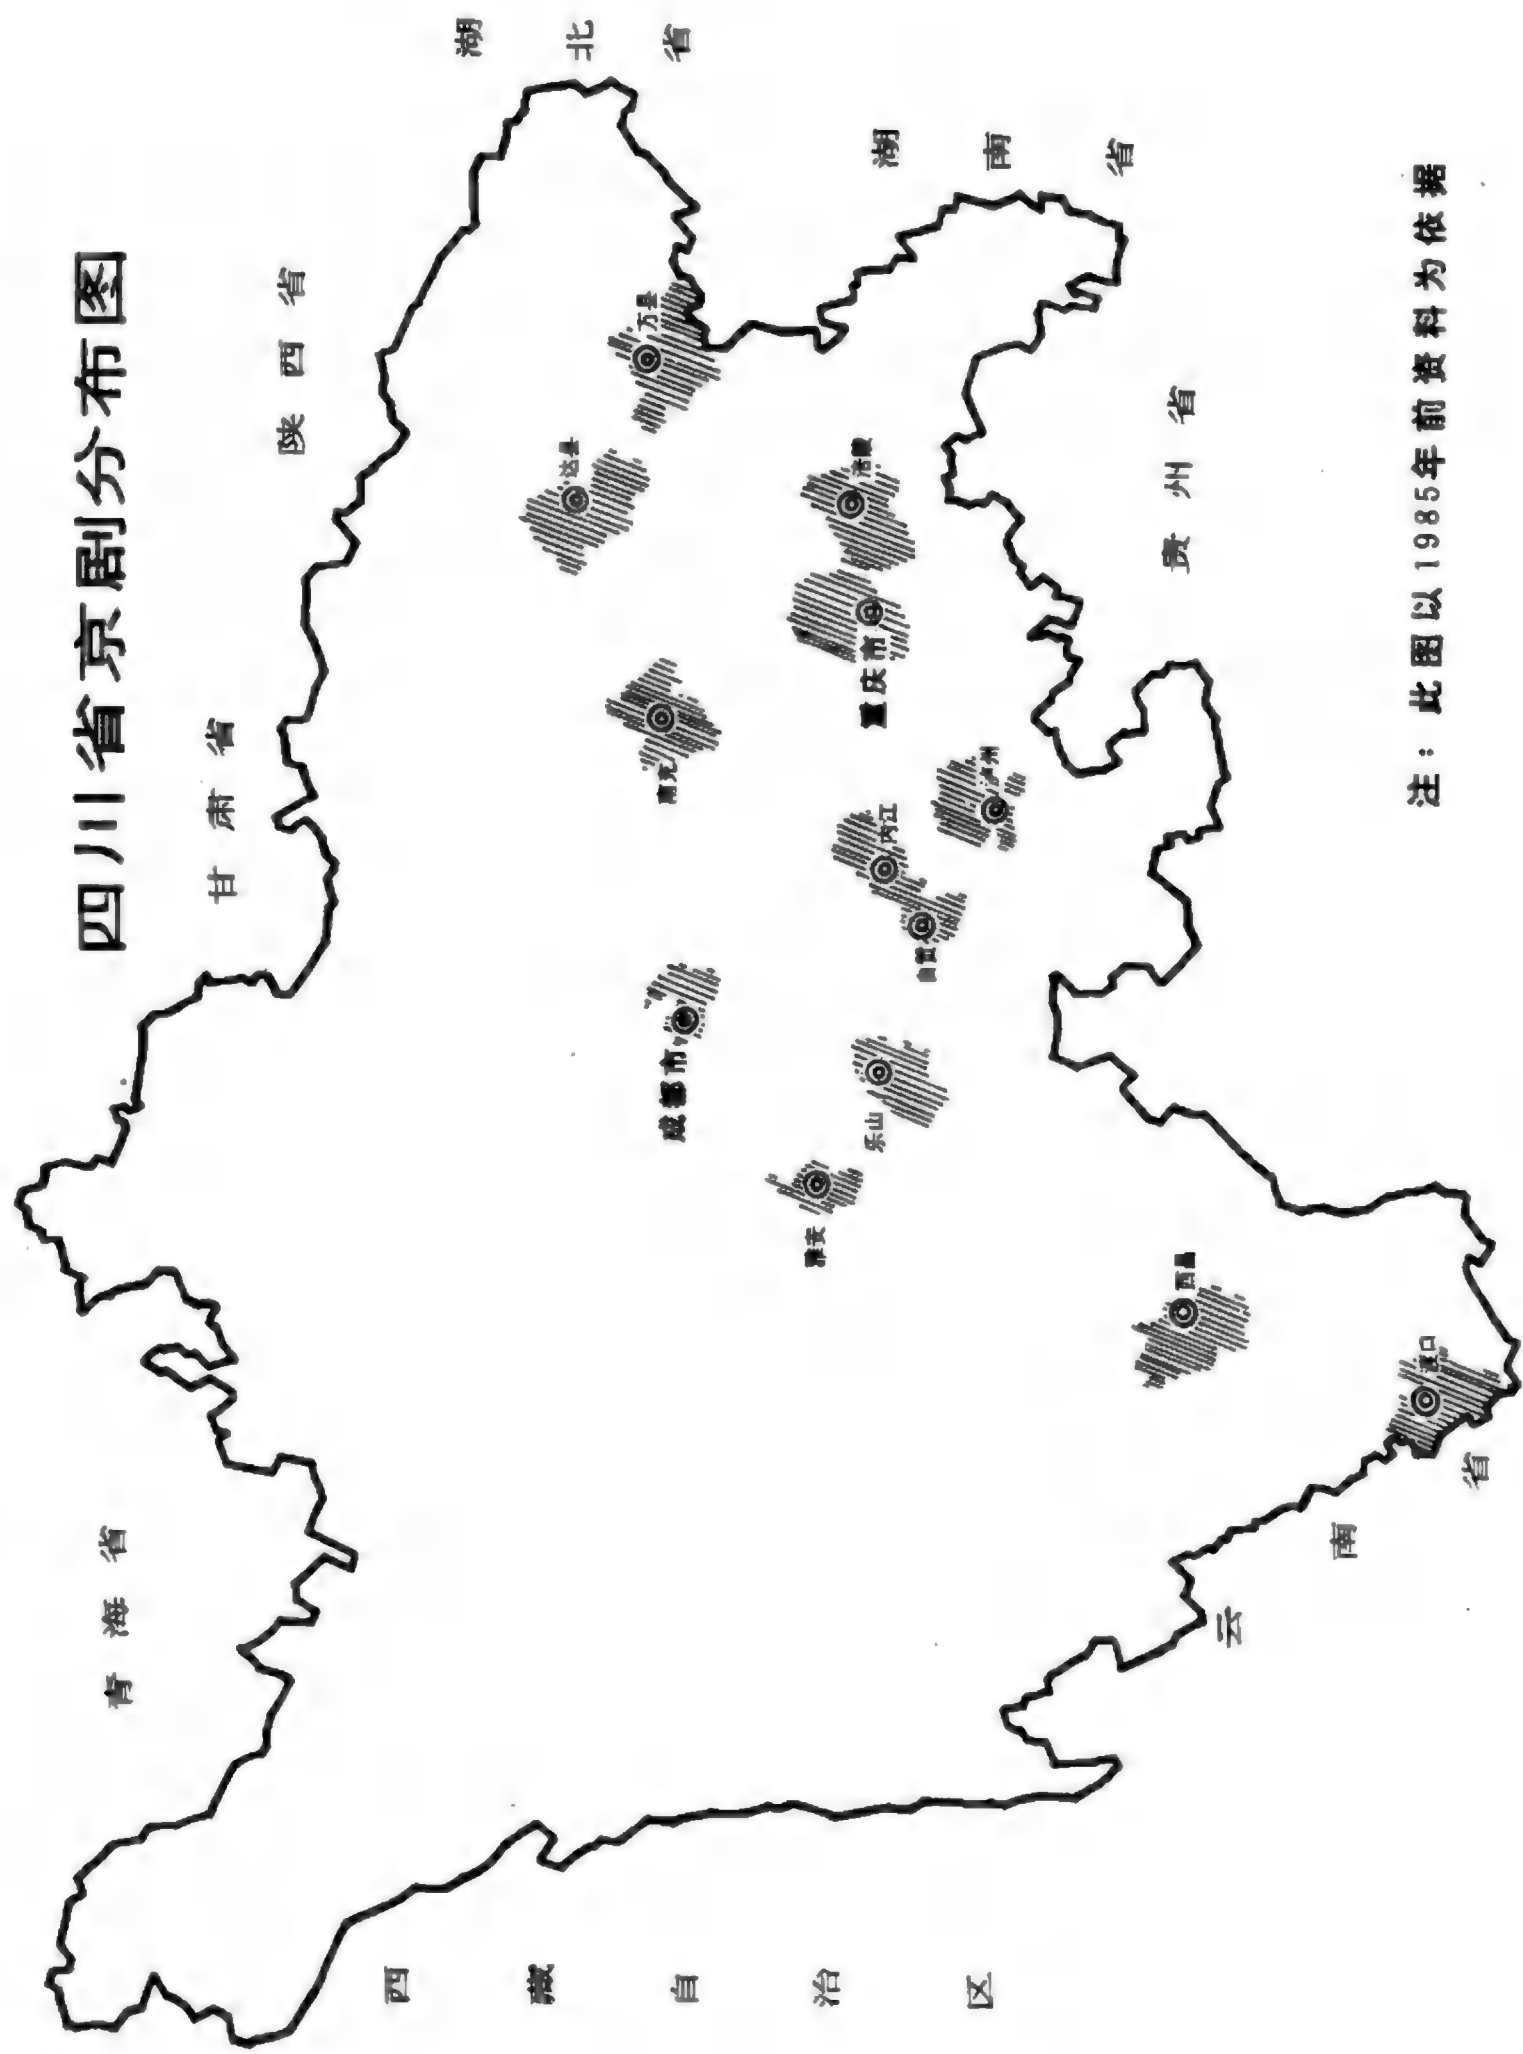 四川省京剧分布图
青海省
甘肃省
陕西省
湖北省
湖南省
贵州省
云南省
西藏自治区
万县
达县
南充
成都市
涪陵
重庆市
泸州
内江
自贡
乐山
雅安
西昌
渡口
注：此图以1985年前资料为依据